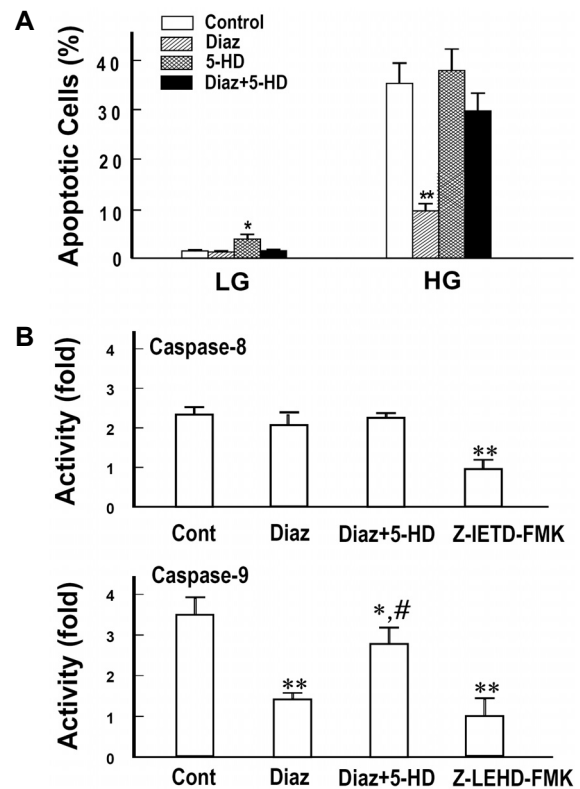 A
Control
Diaz
5-HD
Diaz+5-HD
Apoptotic Cells (%)
40
30
20
10
0
*
**
LG
HG
B
Caspase-8
Activity (fold)
4
3
2
1
0
**
Cont
Diaz
Diaz+5-HD
Z-IETD-FMK
Caspase-9
Activity (fold)
4
3
2
1
0
**
*,#
**
Cont
Diaz
Diaz+5-HD
Z-LEHD-FMK